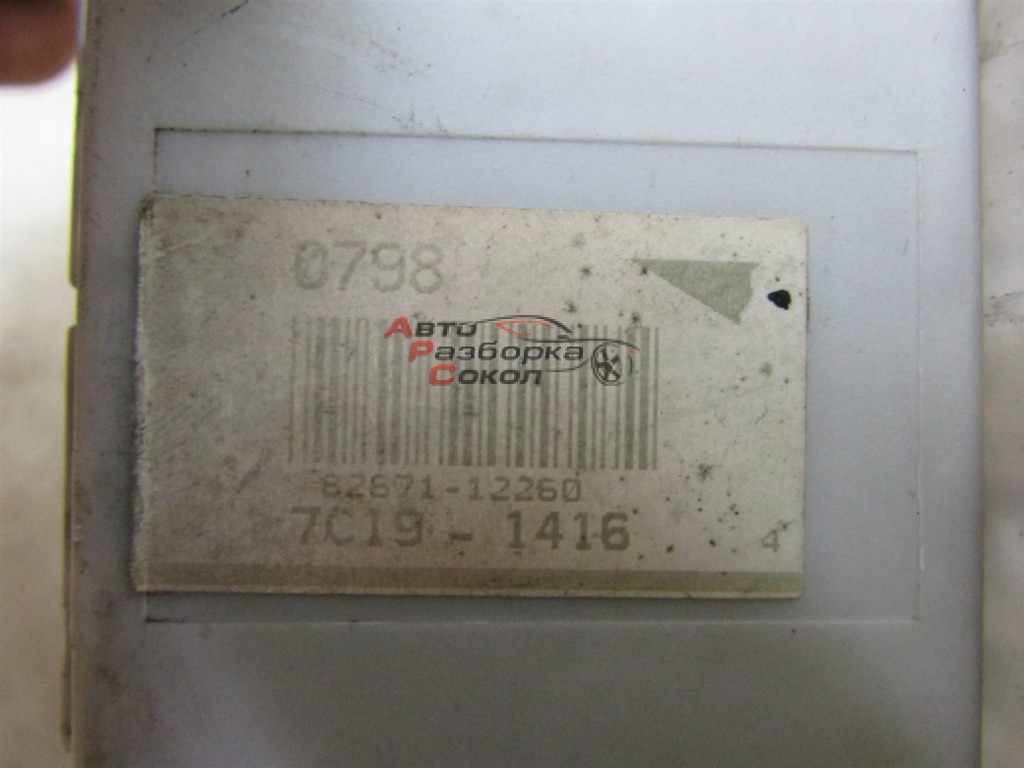 0798
Авто
Разборка
Сокол
82671-12260
7C19 - 1416
4